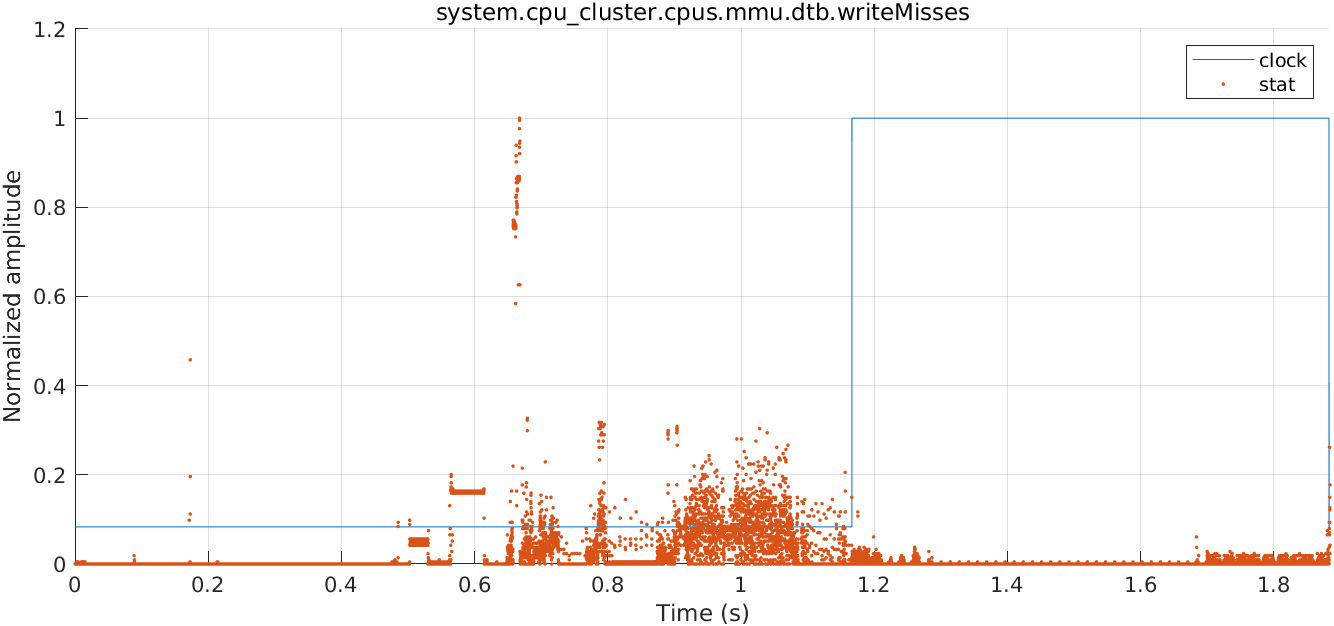 system.cpu_cluster.cpus.mmu.dtb.writeMisses
1.2
1
0.8
0.6
0.4
0.2
0
Normalized amplitude
clock
stat
0 0.2 0.4 0.6 0.8 1 1.2 1.4 1.6 1.8
Time (s)